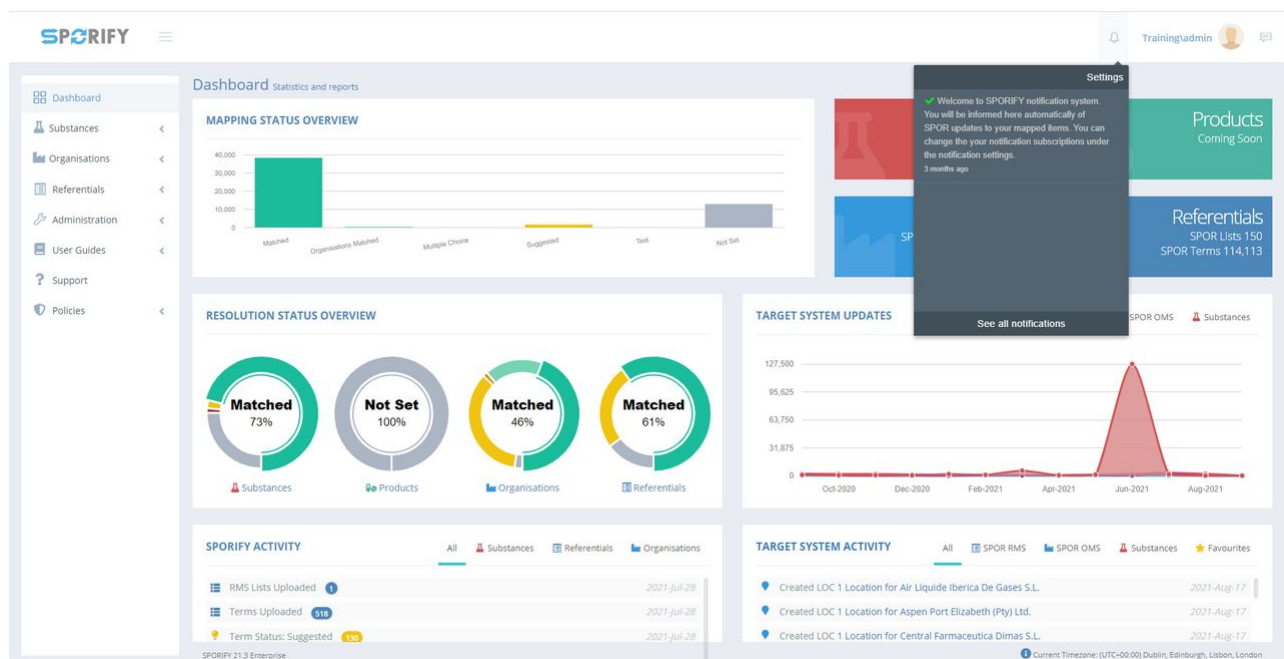 SPORIFY
Training\admin
Dashboard
Substances
Organisations
Referentials
Administration
User Guides
Support
Policies
Dashboard Statistics and reports
MAPPING STATUS OVERVIEW
40,000
30,000
20,000
10,000
0
Matched
Organisations Matched
Multiple Choice
Suggested
Text
Not Set
SP
Settings
Welcome to SPORIFY notification system.
You will be informed here automatically of
SPOR updates to your mapped items. You can
change the your notification subscriptions under
the notification settings.
3 months ago
See all notifications
Products
Coming Soon
Referentials
SPOR Lists 150
SPOR Terms 114,113
RESOLUTION STATUS OVERVIEW
Matched
73%
Substances
Not Set
100%
Products
Matched
46%
Organisations
Matched
61%
Referentials
TARGET SYSTEM UPDATES
SPOR OMS
Substances
127,500
95,625
63,750
31,875
0
Oct-2020
Dec-2020
Feb-2021
Apr-2021
Jun-2021
Aug-2021
SPORIFY ACTIVITY
All
Substances
Referentials
Organisations
RMS Lists Uploaded 1 2021-Jul-28
Terms Uploaded 518 2021-Jul-28
Term Status: Suggested 130 2021-Jul-28
TARGET SYSTEM ACTIVITY
All
SPOR RMS
SPOR OMS
Substances
Favourites
Created LOC 1 Location for Air Liquide Iberica De Gases S.L. 2021-Aug-17
Created LOC 1 Location for Aspen Port Elizabeth (Pty) Ltd. 2021-Aug-17
Created LOC 1 Location for Central Farmaceutica Dimas S.L. 2021-Aug-17
SPORIFY 21.3 Enterprise
Current Timezone: (UTC+00:00) Dublin, Edinburgh, Lisbon, London